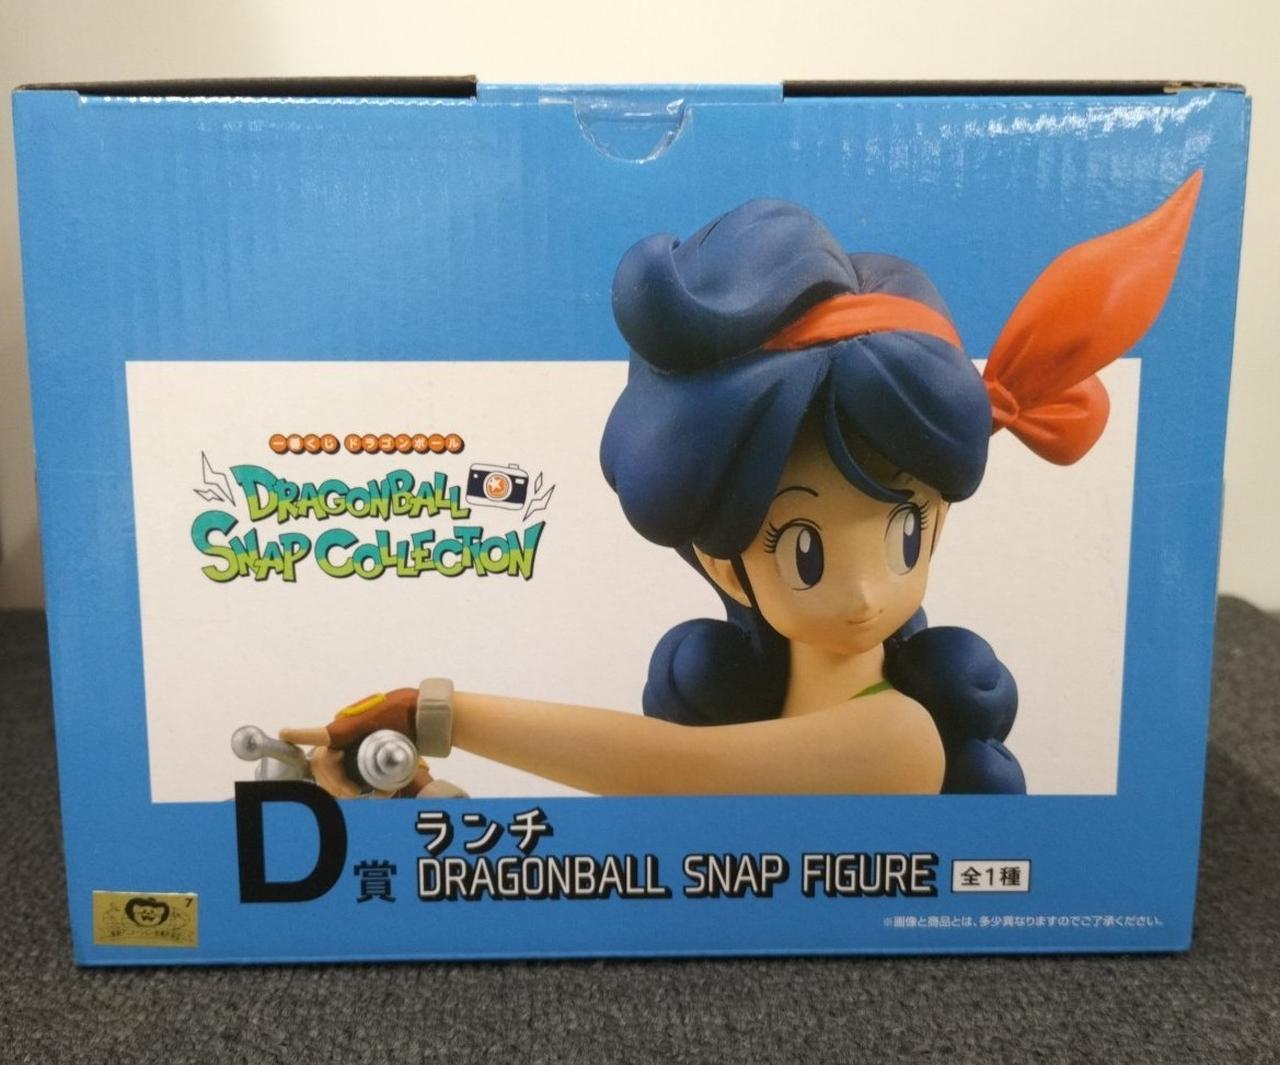 一番くじ ドラゴンボール
DRAGONBALL
SNAP COLLECTION
D賞
ランチ
DRAGONBALL SNAP FIGURE 全1種
※画像と商品とは、多少異なりますのでご了承ください。
7